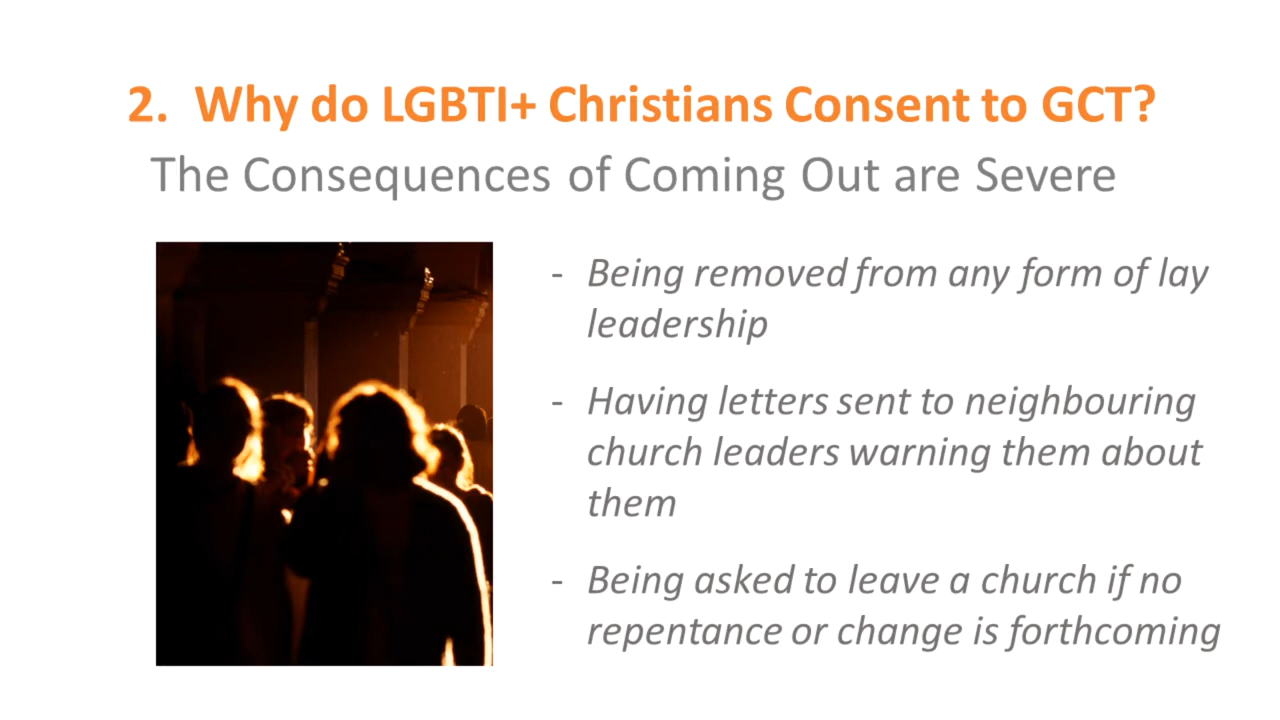 2. Why do LGBTI+ Christians Consent to GCT?
The Consequences of Coming Out are Severe
- Being removed from any form of lay
leadership
- Having letters sent to neighbouring
church leaders warning them about
them
- Being asked to leave a church if no
repentance or change is forthcoming